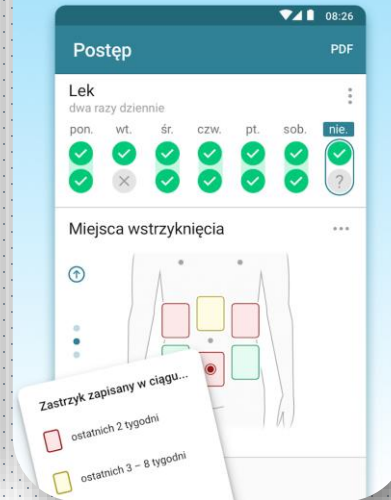 08:26
Postęp PDF
Lek
dwa razy dziennie
pon. wt. śr. czw. pt. sob. nie.
?
Miejsca wstrzyknięcia
Zastrzyk zapisany w ciągu...
ostatnich 2 tygodni
ostatnich 3 – 8 tygodni